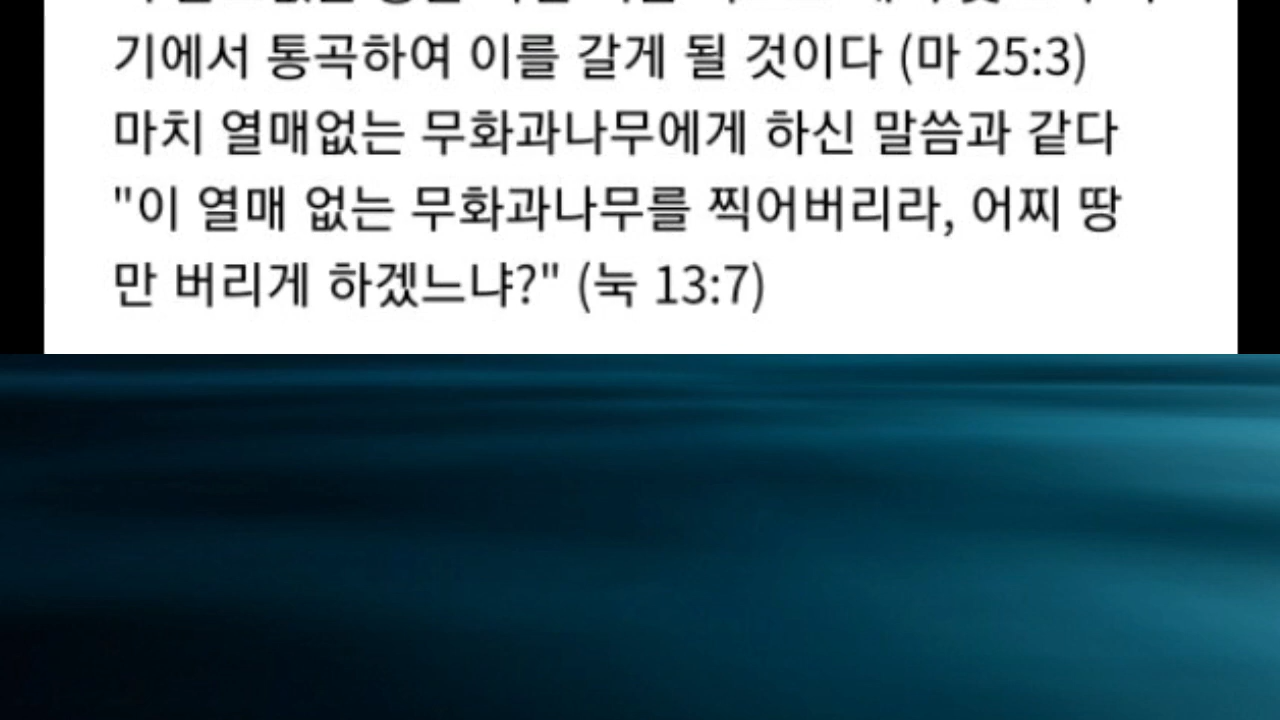 기에서 통곡하여 이를 갈게 될 것이다 (마 25:3)
마치 열매없는 무화과나무에게 하신 말씀과 같다
"이 열매 없는 무화과나무를 찍어버리라, 어찌 땅
만 버리게 하겠느냐?" (눅 13:7)